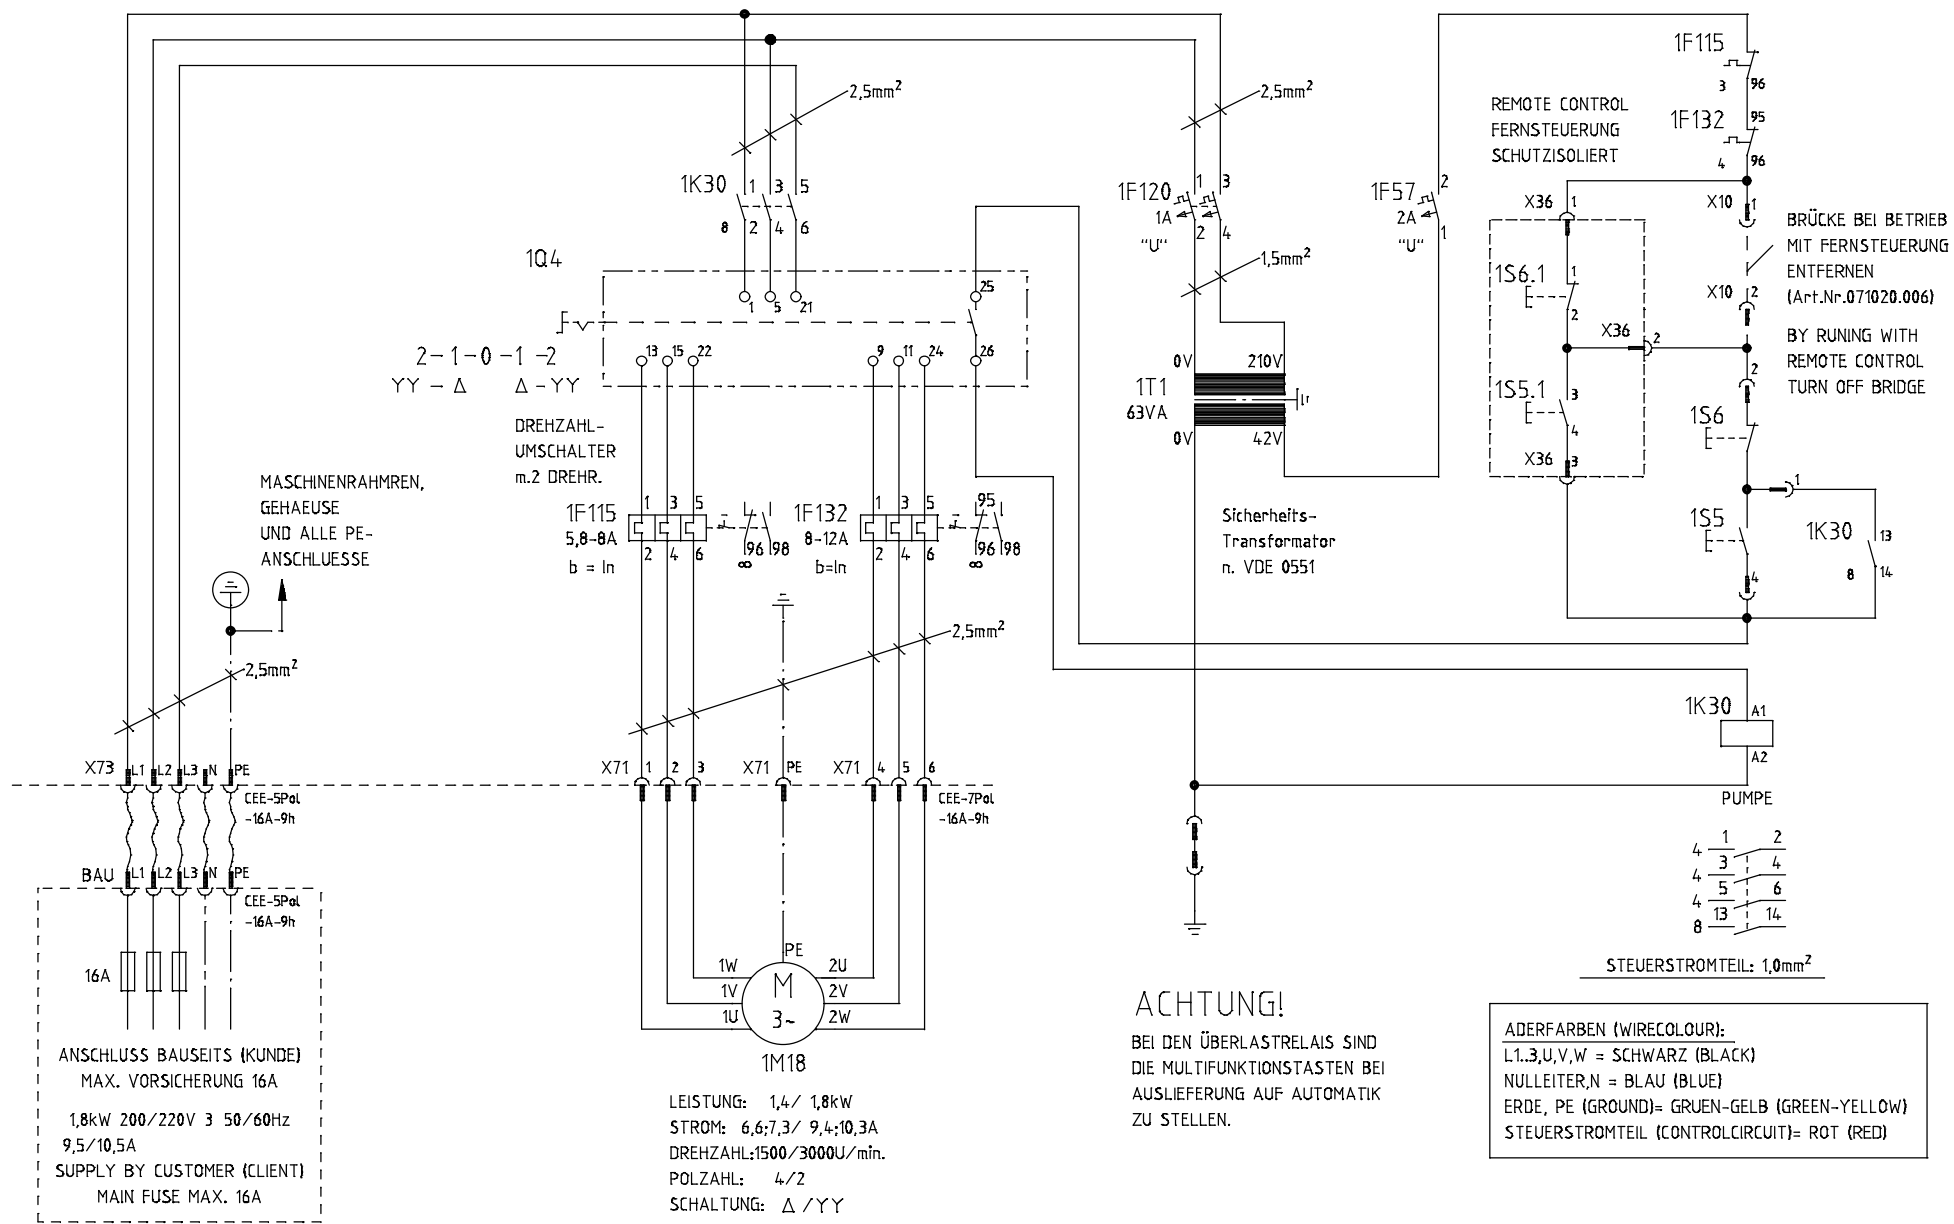 2,5mm²
1K30
1 3 5
8
2 4 6
1Q4
1 5 21
25
2-1-0-1-2
YY - Δ Δ - YY
13 15 22
9 11 24 26
DREHZAHL-
UMSCHALTER
m.2 DREHR.
1F115
5,8-8A
b = In
1 3 5
2 4 6
96 98
8
1F132
8-12A
b=In
1 3 5
2 4 6
95
96 98
8
MASCHINENRAHMREN,
GEHAEUSE
UND ALLE PE-
ANSCHLUESSE
2,5mm²
2,5mm²
X73 L1 L2 L3 N PE
CEE-5Pol
-16A-9h
BAU L1 L2 L3 N PE
CEE-5Pol
-16A-9h
16A
ANSCHLUSS BAUSEITS (KUNDE)
MAX. VORSICHERUNG 16A
1,8kW 200/220V 3 50/60Hz
9,5/10,5A
SUPPLY BY CUSTOMER (CLIENT)
MAIN FUSE MAX. 16A
X71 1 2 3 X71 PE X71 4 5 6
CEE-7Pol
-16A-9h
PE
1W 2U
M
1V 2V
3~
1U 2W
1M18
LEISTUNG: 1,4/ 1,8kW
STROM: 6,6;7,3/ 9,4;10,3A
DREHZAHL:1500/3000U/min.
POLZAHL: 4/2
SCHALTUNG: Δ /YY
2,5mm²
1F120
1A
"U"
1 3
2 4
1,5mm²
0V 210V
1T1
63VA
0V 42V
Sicherheits-
Transformator
n. VDE 0551
1F57
2A
"U"
2
1
REMOTE CONTROL
FERNSTEUERUNG
SCHUTZISOLIERT
1F115
3 96
1F132 95
4 96
X36 1
X10 1
BRÜCKE BEI BETRIEB
MIT FERNSTEUERUNG
ENTFERNEN
(Art.Nr.071020.006)
1S6.1 1
2
X10 2
X36 2
BY RUNING WITH
REMOTE CONTROL
TURN OFF BRIDGE
1S5.1 3
4
X36 3
2
1S6
1
1S5
4
1K30 13
8 14
1K30 A1
A2
PUMPE
4 1 2
4 3 4
4 5 6
8 13 14
STEUERSTROMTEIL: 1,0mm²
ACHTUNG!
BEI DEN ÜBERLASTRELAIS SIND
DIE MULTIFUNKTIONSTASTEN BEI
AUSLIEFERUNG AUF AUTOMATIK
ZU STELLEN.
ADERFARBEN (WIRECOLOUR):
L1..3,U,V,W = SCHWARZ (BLACK)
NULLEITER,N = BLAU (BLUE)
ERDE, PE (GROUND)= GRUEN-GELB (GREEN-YELLOW)
STEUERSTROMTEIL (CONTROLCIRCUIT)= ROT (RED)